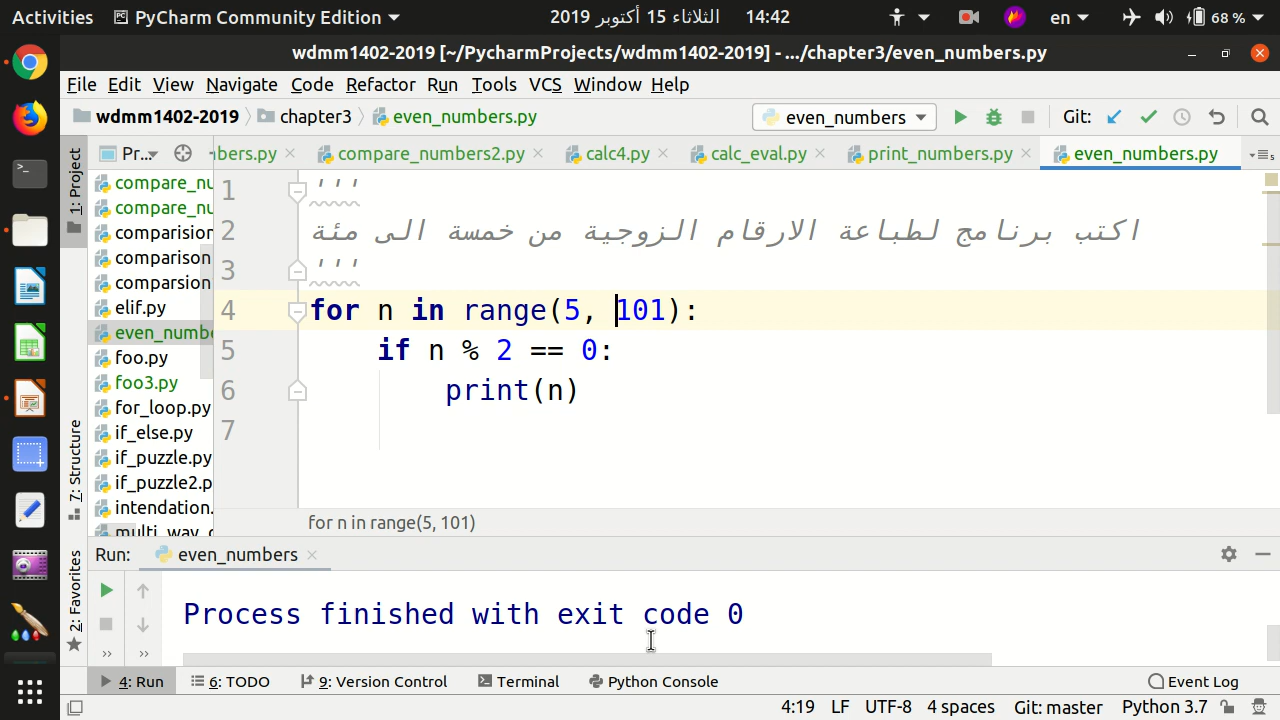 Activities PyCharm Community Edition الثلاثاء 15 أكتوبر 2019 14:42 en 68 %
wdmm1402-2019 [~/PycharmProjects/wdmm1402-2019] - .../chapter3/even_numbers.py
File Edit View Navigate Code Refactor Run Tools VCS Window Help
wdmm1402-2019 chapter3 even_numbers.py even_numbers Git:
1: Project
Pr... bers.py compare_numbers2.py calc4.py calc_eval.py print_numbers.py even_numbers.py
compare_nu
compare_nu
comparision
comparison
comparsion
elif.py
even_numb
foo.py
foo3.py
for_loop.py
if_else.py
if_puzzle.py
if_puzzle2.p
intendation.
multi_way_
1 '''
2 اكتب برنامج لطباعة الارقام الزوجية من خمسة الى مئة
3 '''
4 for n in range(5, 101):
5 if n % 2 == 0:
6 print(n)
7
for n in range(5, 101)
7: Structure
2: Favorites
Run: even_numbers
Process finished with exit code 0
4: Run 6: TODO 9: Version Control Terminal Python Console Event Log
4:19 LF UTF-8 4 spaces Git: master Python 3.7